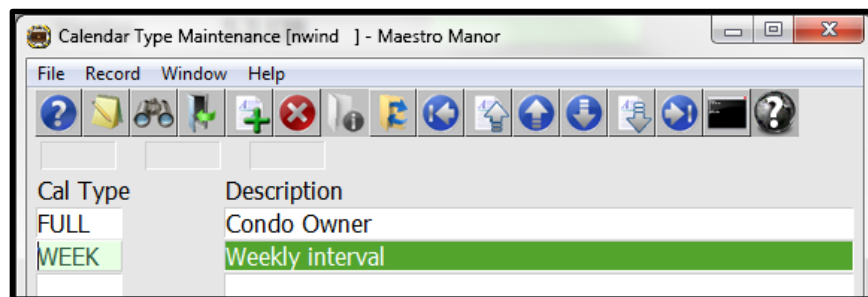 Calendar Type Maintenance [nwind   ] - Maestro Manor
File Record Window Help
Cal Type Description
FULL Condo Owner
WEEK Weekly interval